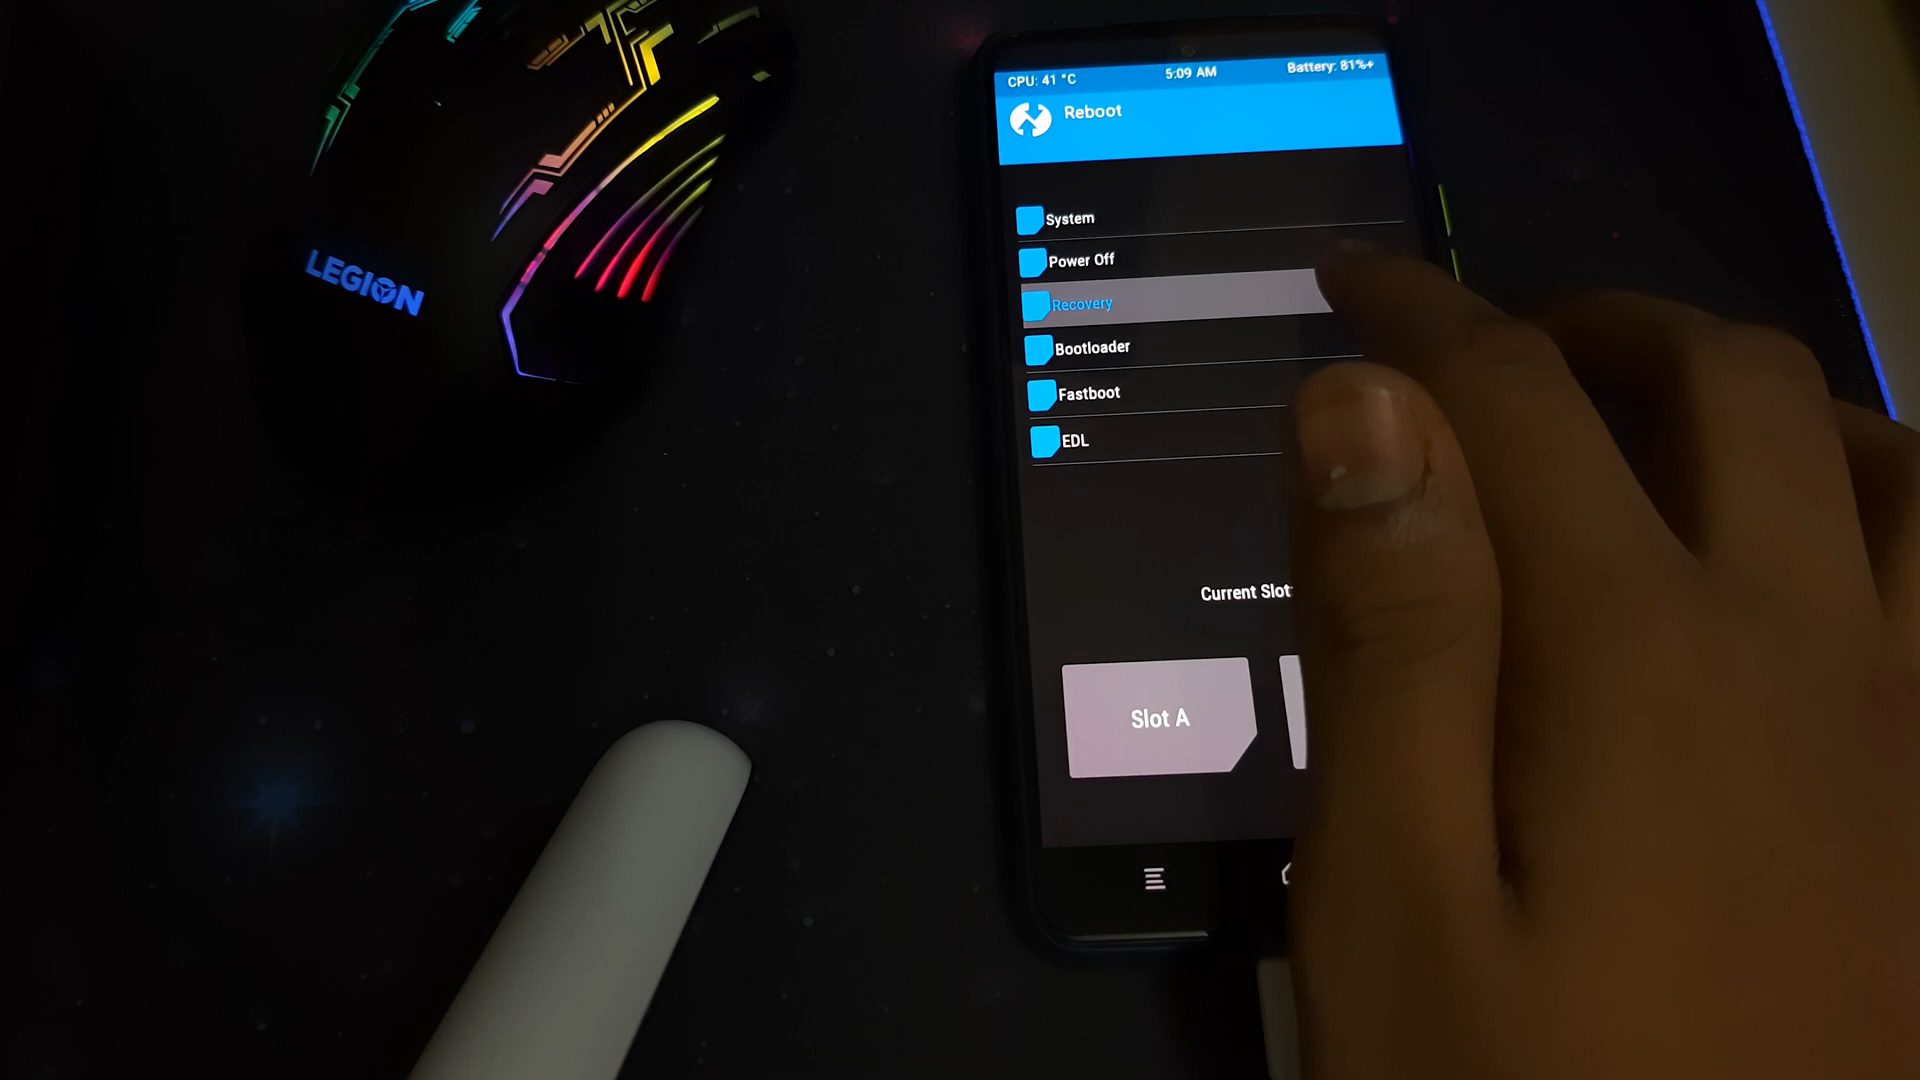 LEGION
CPU: 41 °C 5:09 AM Battery: 81%+
Reboot
System
Power Off
Recovery
Bootloader
Fastboot
EDL
Current Slot:
Slot A